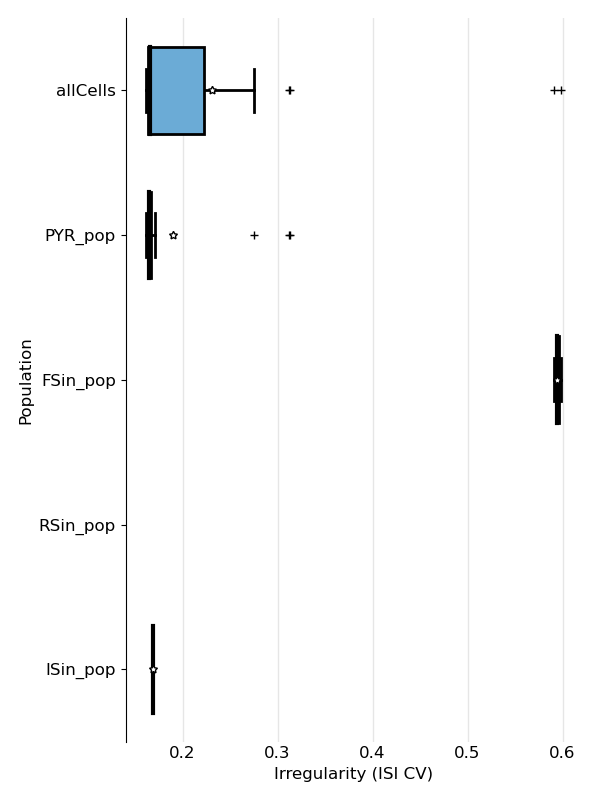 allCells
PYR_pop
FSin_pop
RSin_pop
ISin_pop
Population
0.2 0.3 0.4 0.5 0.6
Irregularity (ISI CV)